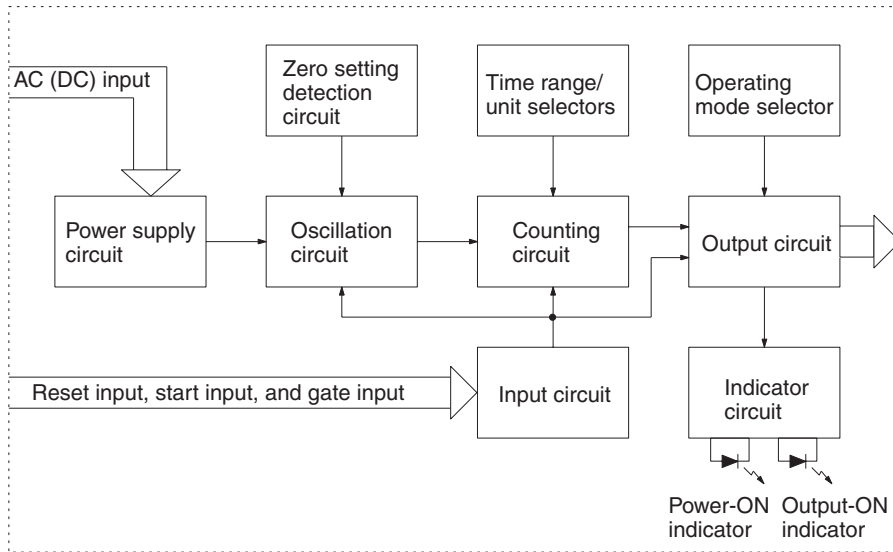 AC (DC) input
Zero setting
detection
circuit
Time range/
unit selectors
Operating
mode selector
Power supply
circuit
Oscillation
circuit
Counting
circuit
Output circuit
Reset input, start input, and gate input
Input circuit
Indicator
circuit
Power-ON
indicator
Output-ON
indicator